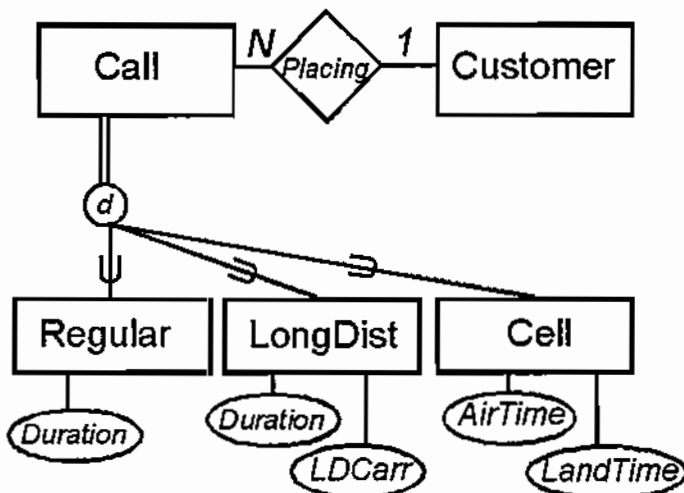 Call
N
Placing
1
Customer
d
Regular
LongDist
Cell
Duration
Duration
LDCarr
AirTime
LandTime